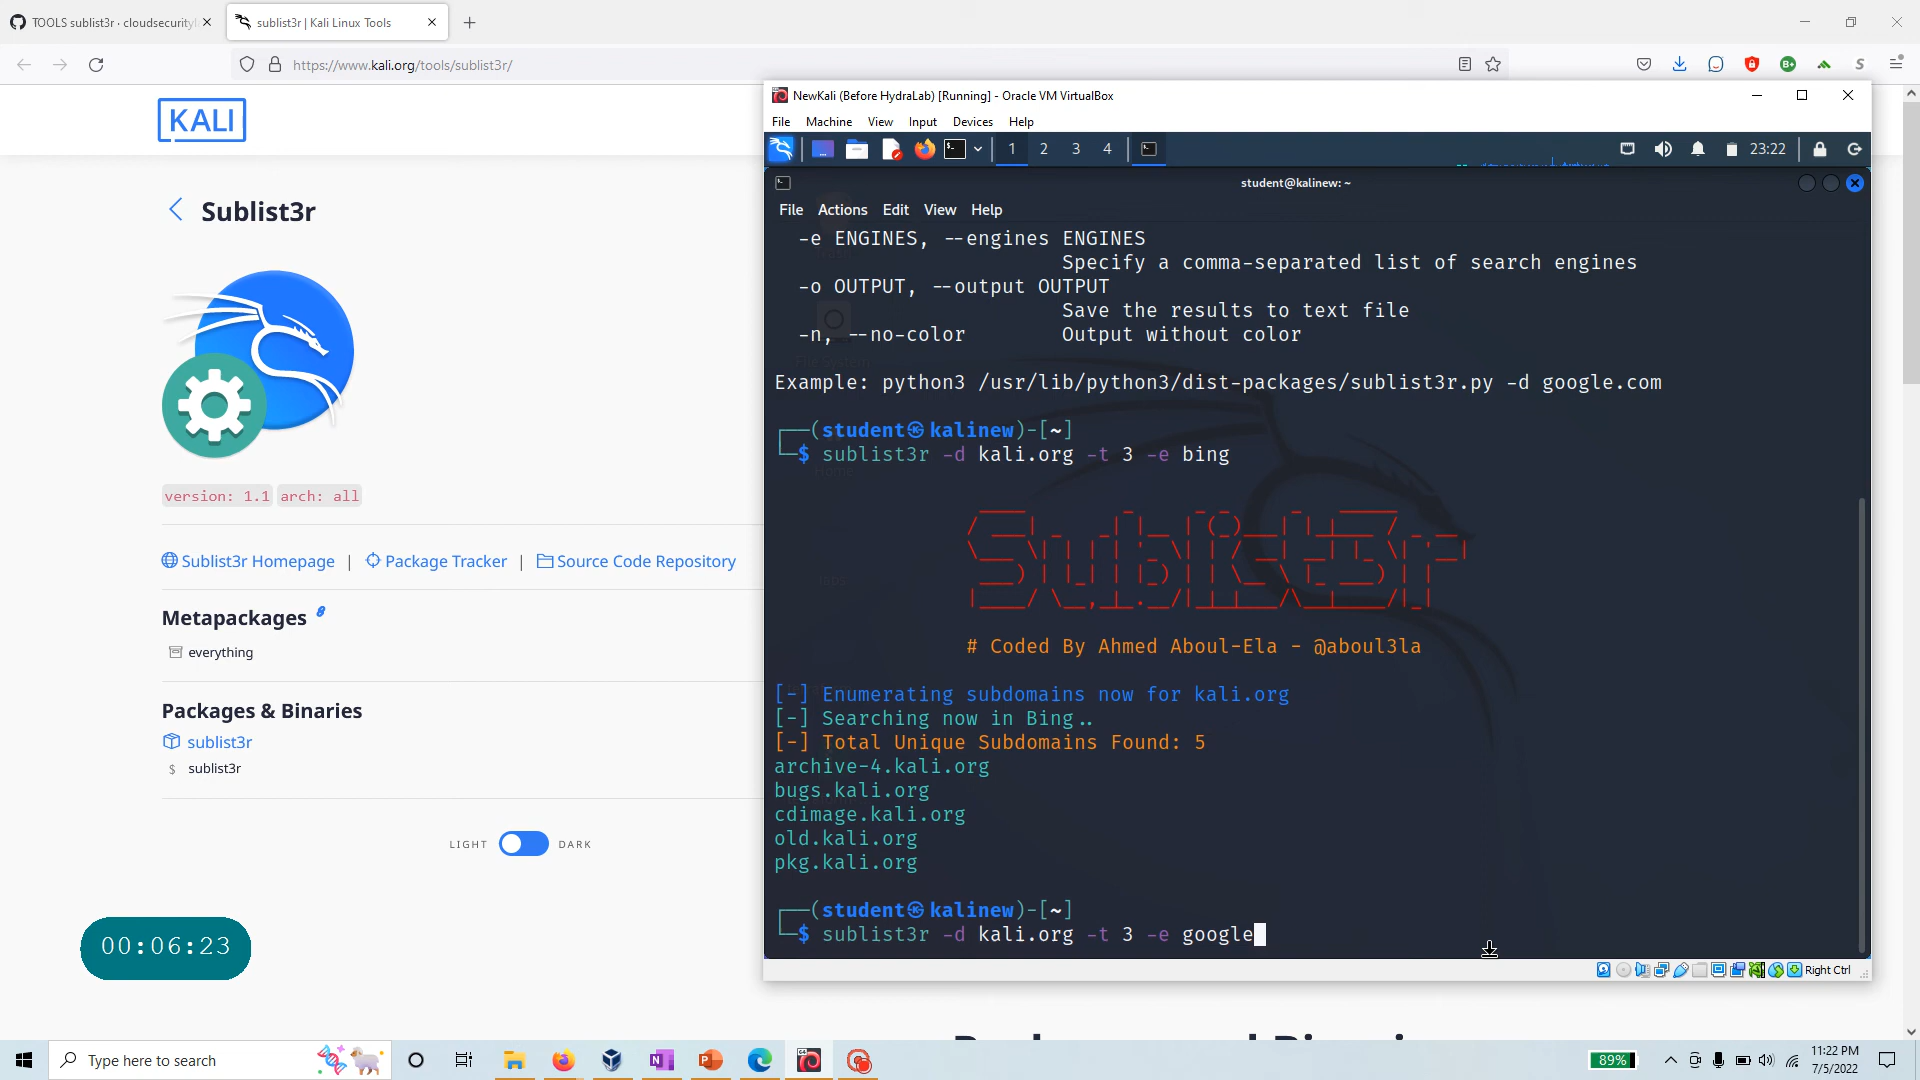 TOOLS sublist3r · cloudsecurity
sublist3r | Kali Linux Tools
https://www.kali.org/tools/sublist3r/
KALI
Sublist3r
version: 1.1 arch: all
Sublist3r Homepage | Package Tracker | Source Code Repository
Metapackages
everything
Packages & Binaries
sublist3r
$ sublist3r
LIGHT DARK
00:06:23
NewKali (Before HydraLab) [Running] - Oracle VM VirtualBox
File Machine View Input Devices Help
1 2 3 4 23:22
student@kalinew: ~
File Actions Edit View Help
-e ENGINES, --engines ENGINES
Specify a comma-separated list of search engines
-o OUTPUT, --output OUTPUT
Save the results to text file
-n, --no-color Output without color
Example: python3 /usr/lib/python3/dist-packages/sublist3r.py -d google.com
┌──(student㉿kalinew)-[~]
└─$ sublist3r -d kali.org -t 3 -e bing
Sublist3r
# Coded By Ahmed Aboul-Ela - @aboul3la
[-] Enumerating subdomains now for kali.org
[-] Searching now in Bing..
[-] Total Unique Subdomains Found: 5
archive-4.kali.org
bugs.kali.org
cdimage.kali.org
old.kali.org
pkg.kali.org
┌──(student㉿kalinew)-[~]
└─$ sublist3r -d kali.org -t 3 -e google
Right Ctrl
Type here to search
89%
11:22 PM
7/5/2022